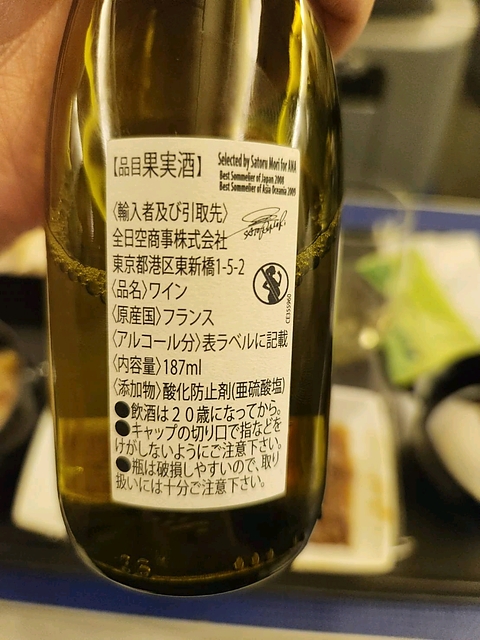 【品目果実酒】 Selected by Satoru Mori for ANA
Best Sommelier of Japan 2008
Best Sommelier of Asia Oceania 2009
〈輸入者及び引取先〉
全日空商事株式会社
東京都港区東新橋1-5-2
〈品名〉ワイン
〈原産国〉フランス
〈アルコール分〉表ラベルに記載
〈内容量〉187ml
〈添加物〉酸化防止剤(亜硫酸塩)
●飲酒は20歳になってから。
●キャップの切り口で指などを
けがしないようにご注意下さい。
●瓶は破損しやすいので、取り
扱いには十分ご注意下さい。